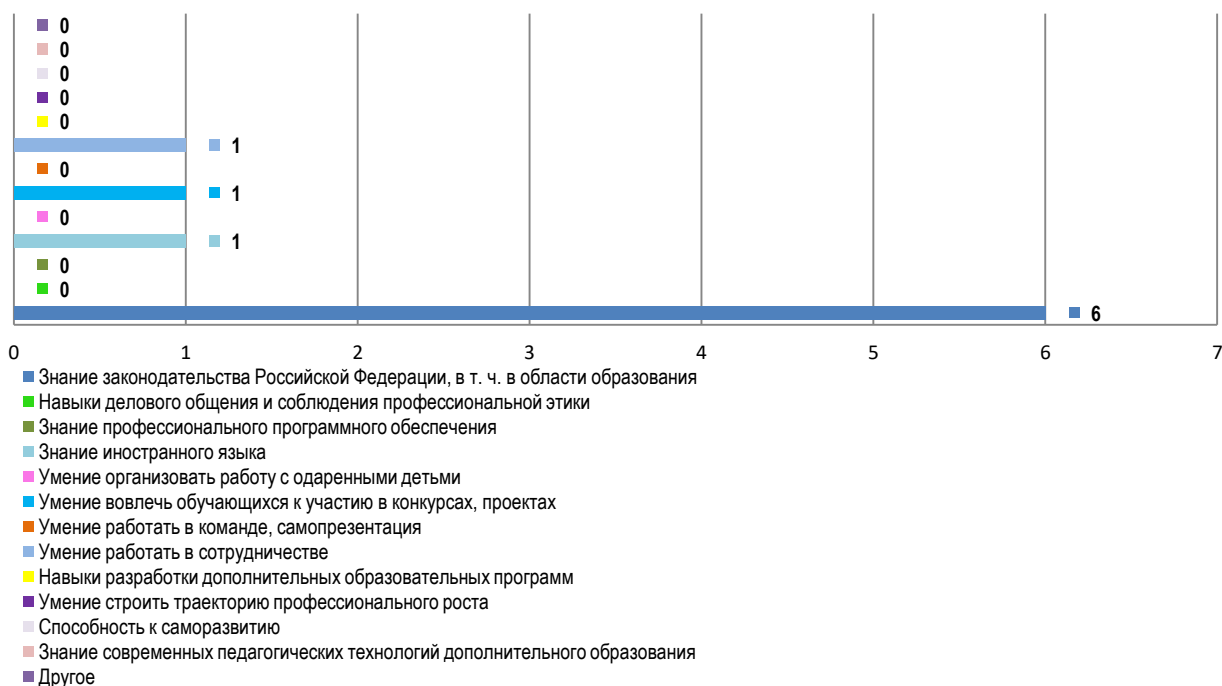 0
0
0
0
0
1
0
1
0
1
0
0
6
0 1 2 3 4 5 6 7
Знание законодательства Российской Федерации, в т. ч. в области образования
Навыки делового общения и соблюдения профессиональной этики
Знание профессионального программного обеспечения
Знание иностранного языка
Умение организовать работу с одаренными детьми
Умение вовлечь обучающихся к участию в конкурсах, проектах
Умение работать в команде, самопрезентация
Умение работать в сотрудничестве
Навыки разработки дополнительных образовательных программ
Умение строить траекторию профессионального роста
Способность к саморазвитию
Знание современных педагогических технологий дополнительного образования
Другое